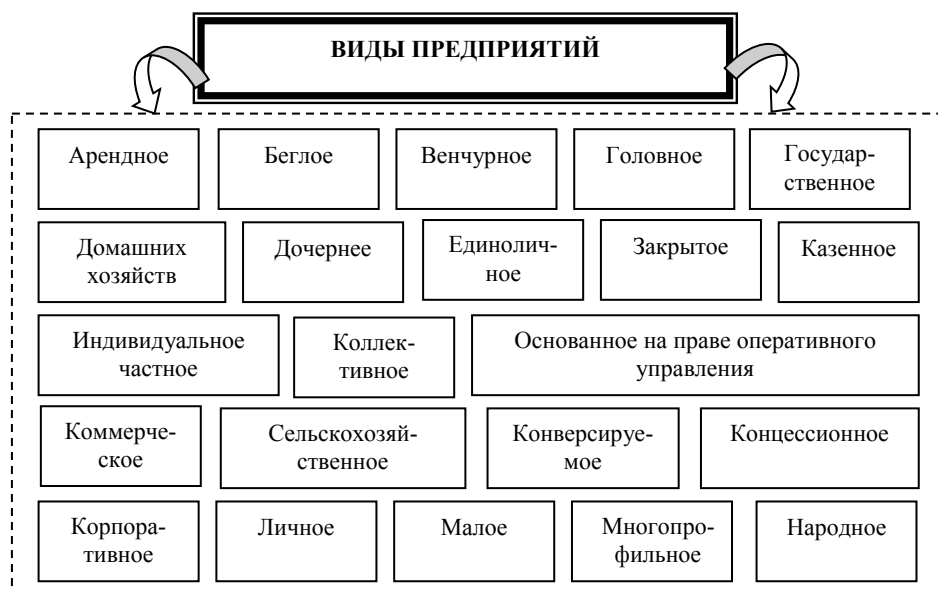 ВИДЫ ПРЕДПРИЯТИЙ
Арендное
Беглое
Венчурное
Головное
Государ-
ственное
Домашних
хозяйств
Дочернее
Единолич-
ное
Закрытое
Казенное
Индивидуальное
частное
Коллек-
тивное
Основанное на праве оперативного
управления
Коммерче-
ское
Сельскохозяй-
ственное
Конверсируе-
мое
Концессионное
Корпора-
тивное
Личное
Малое
Многопро-
фильное
Народное